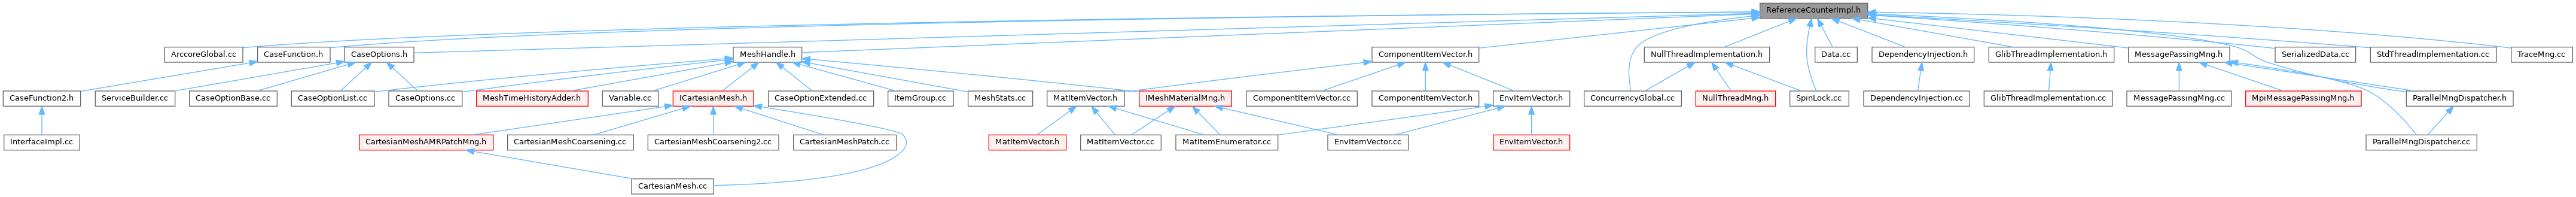 ReferenceCounterImpl.h
ArccoreGlobal.cc
CaseFunction.h
CaseOptions.h
MeshHandle.h
ComponentItemVector.h
NullThreadImplementation.h
Data.cc
DependencyInjection.h
GlibThreadImplementation.h
MessagePassingMng.h
SerializedData.cc
StdThreadImplementation.cc
TraceMng.cc
CaseFunction2.h
ServiceBuilder.cc
CaseOptionBase.cc
CaseOptionList.cc
CaseOptions.cc
MeshTimeHistoryAdder.h
Variable.cc
ICartesianMesh.h
CaseOptionExtended.cc
ItemGroup.cc
MeshStats.cc
MatItemVector.h
IMeshMaterialMng.h
ComponentItemVector.cc
ComponentItemVector.h
EnvItemVector.h
ConcurrencyGlobal.cc
NullThreadMng.h
SpinLock.cc
DependencyInjection.cc
GlibThreadImplementation.cc
MessagePassingMng.cc
MpiMessagePassingMng.h
ParallelMngDispatcher.h
InterfaceImpl.cc
CartesianMeshAMRPatchMng.h
CartesianMeshCoarsening.cc
CartesianMeshCoarsening2.cc
CartesianMeshPatch.cc
MatItemVector.h
MatItemVector.cc
MatItemEnumerator.cc
EnvItemVector.cc
EnvItemVector.h
ParallelMngDispatcher.cc
CartesianMesh.cc